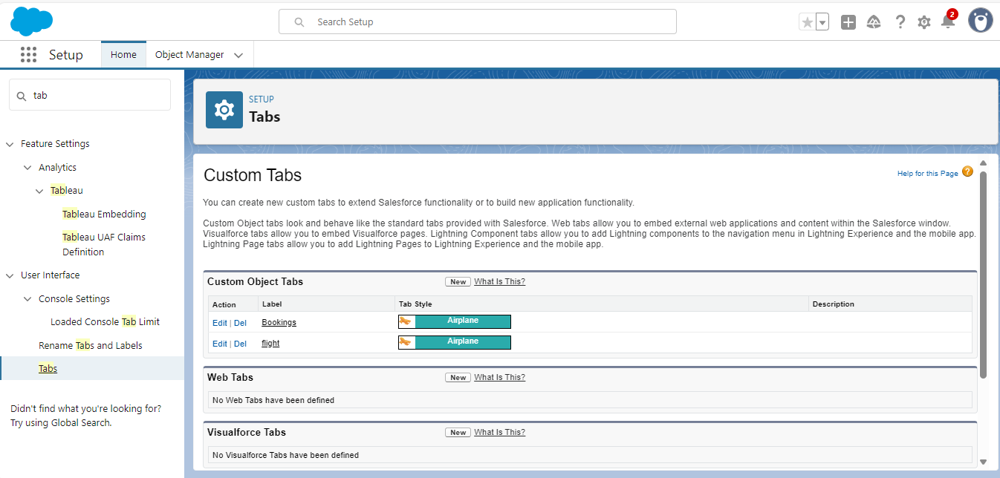 Search Setup
2
Setup
Home
Object Manager
tab
Feature Settings
Analytics
Tableau
Tableau Embedding
Tableau UAF Claims
Definition
User Interface
Console Settings
Loaded Console Tab Limit
Rename Tabs and Labels
Tabs
Didn't find what you're looking for?
Try using Global Search.
SETUP
Tabs
Custom Tabs
Help for this Page ?
You can create new custom tabs to extend Salesforce functionality or to build new application functionality.
Custom Object tabs look and behave like the standard tabs provided with Salesforce. Web tabs allow you to embed external web applications and content within the Salesforce window.
Visualforce tabs allow you to embed Visualforce pages. Lightning Component tabs allow you to add Lightning components to the navigation menu in Lightning Experience and the mobile app.
Lightning Page tabs allow you to add Lightning Pages to Lightning Experience and the mobile app.
Custom Object Tabs New What Is This?
Action Label Tab Style Description
Edit | Del Bookings Airplane
Edit | Del flight Airplane
Web Tabs New What Is This?
No Web Tabs have been defined
Visualforce Tabs New What Is This?
No Visualforce Tabs have been defined